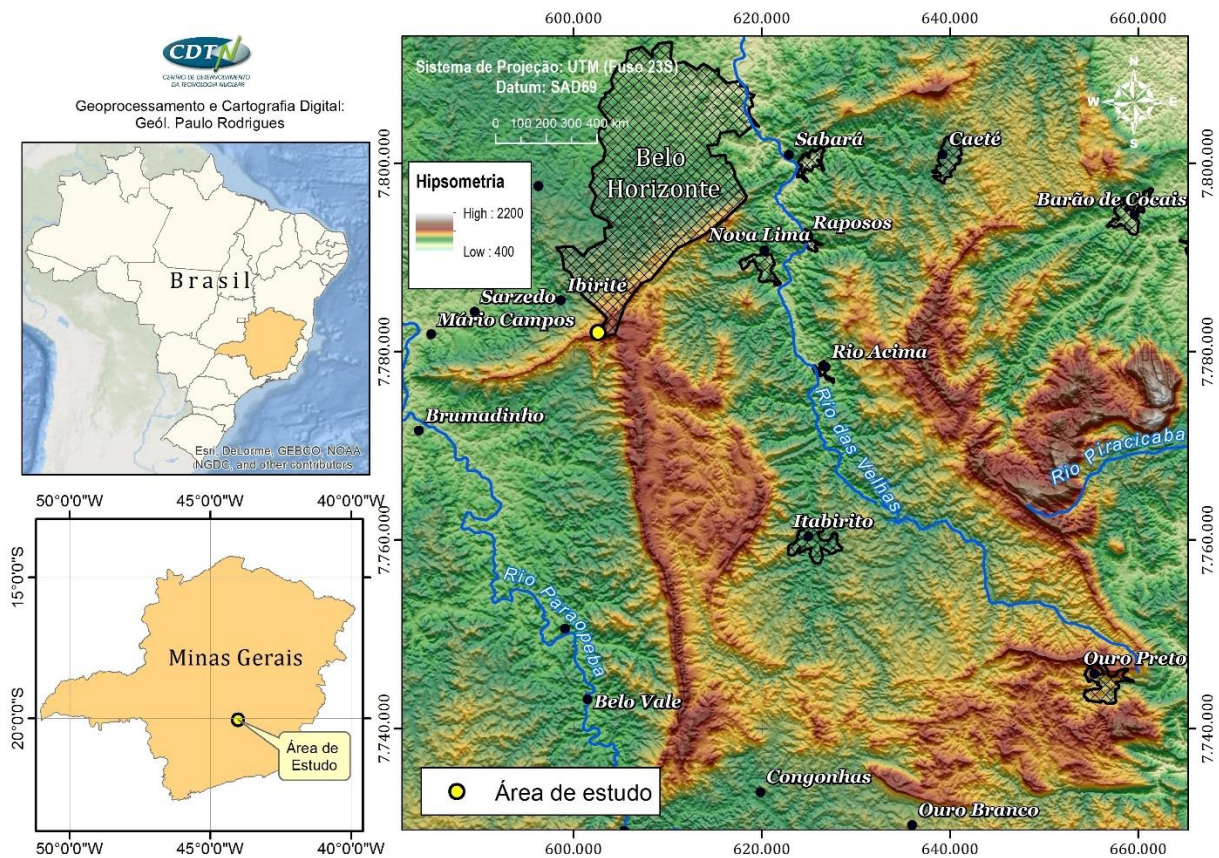 CDTN
CENTRO DE DESENVOLVIMENTO
DA TECNOLOGIA NUCLEAR
Geoprocessamento e Cartografia Digital:
Geól. Paulo Rodrigues
Brasil
Esri, DeLorme, GEBCO, NOAA
NGDC, and other contributors
50°0'0"W 45°0'0"W 40°0'0"W
15°0'0"S
20°0'0"S
Minas Gerais
Área de
Estudo
50°0'0"W 45°0'0"W 40°0'0"W
600.000 620.000 640.000 660.000
Sistema de Projeção: UTM (Fuso 23S)
Datum: SAD69
0 100 200 300 400 km
N
W E
S
Hipsometria
High : 2200
Low : 400
7.800.000
7.780.000
7.760.000
7.740.000
Belo
Horizonte
Sabará
Caeté
Barão de Cocais
Raposos
Nova Lima
Ibirité
Sarzedo
Mário Campos
Rio Acima
Brumadinho
Rio das Velhas
Rio Piracicaba
Itabirito
Rio Paraopeba
Ouro Preto
Belo Vale
Congonhas
Ouro Branco
Área de estudo
7.800.000
7.780.000
7.760.000
7.740.000
600.000 620.000 640.000 660.000